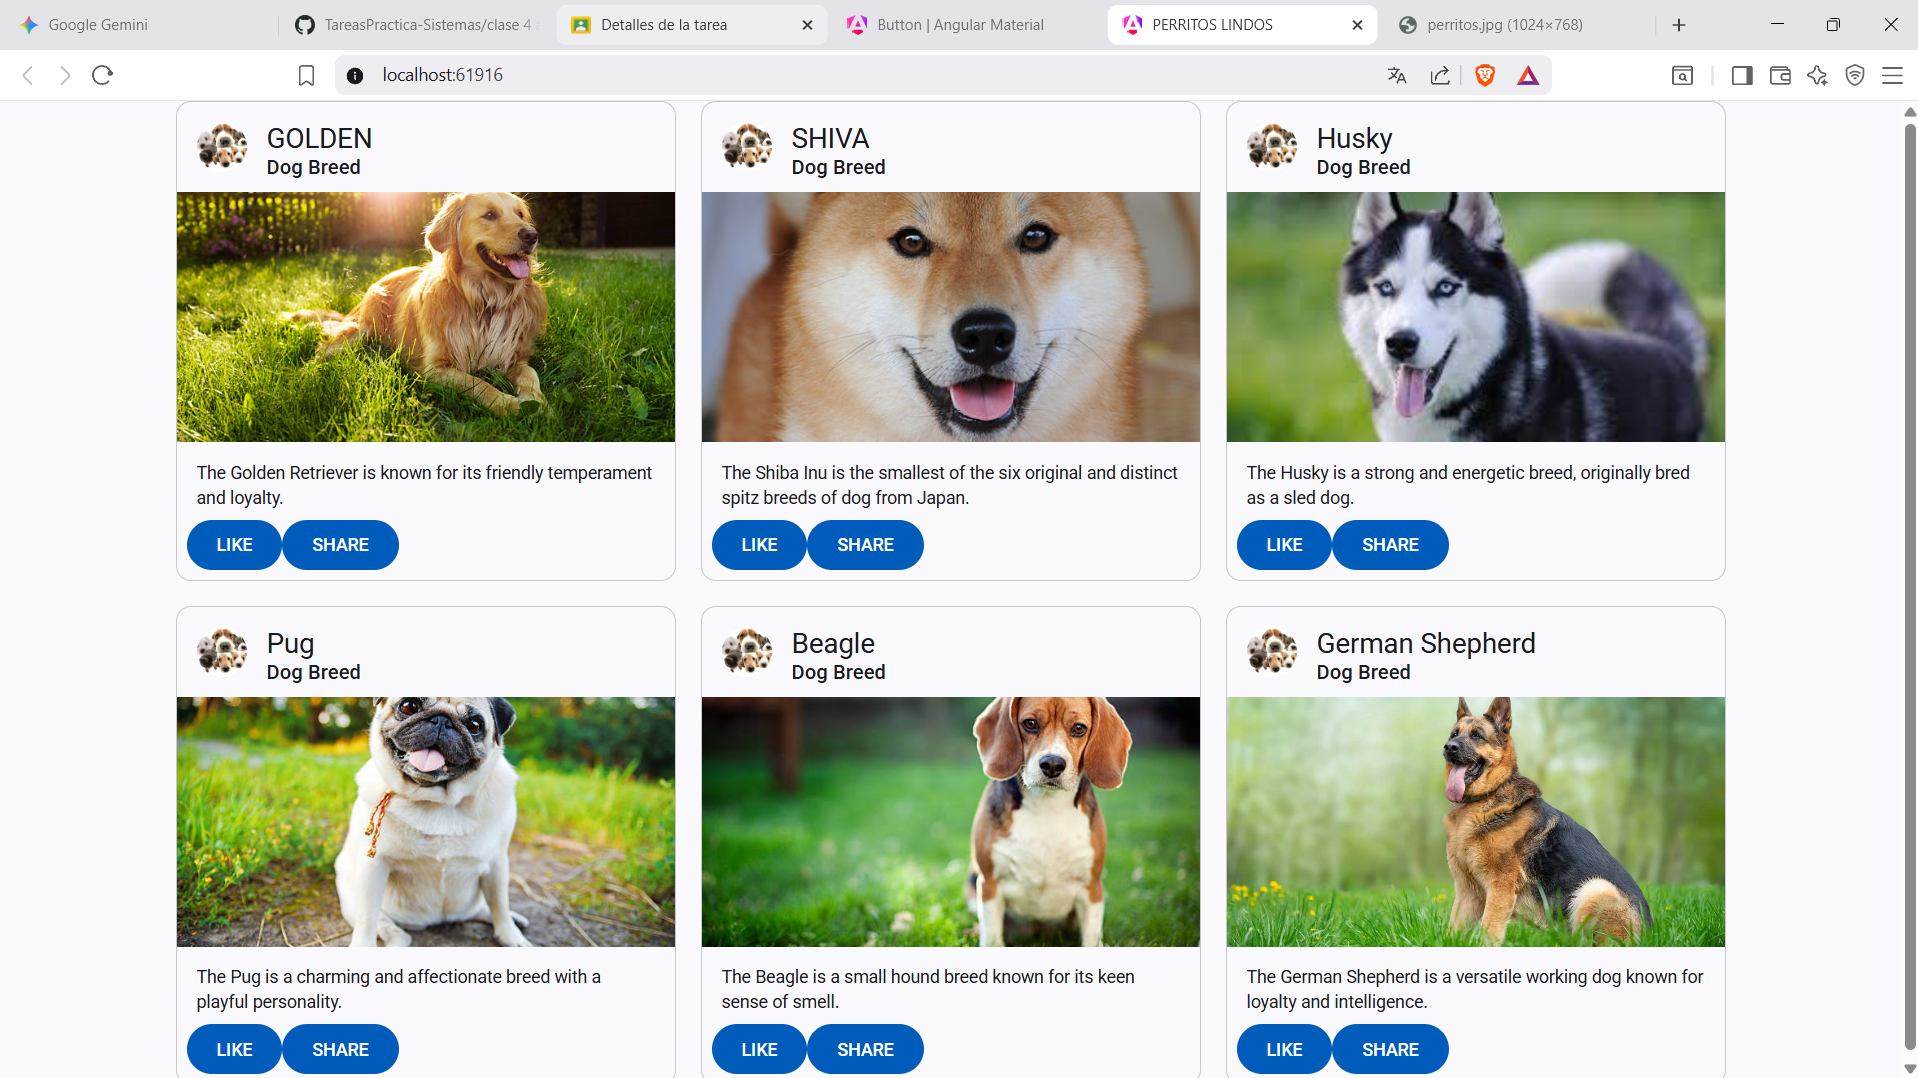 Google Gemini
TareasPractica-Sistemas/clase 4
Detalles de la tarea
Button | Angular Material
PERRITOS LINDOS
perritos.jpg (1024×768)
localhost:61916
GOLDEN
Dog Breed
The Golden Retriever is known for its friendly temperament
and loyalty.
LIKE
SHARE
SHIVA
Dog Breed
The Shiba Inu is the smallest of the six original and distinct
spitz breeds of dog from Japan.
LIKE
SHARE
Husky
Dog Breed
The Husky is a strong and energetic breed, originally bred
as a sled dog.
LIKE
SHARE
Pug
Dog Breed
The Pug is a charming and affectionate breed with a
playful personality.
LIKE
SHARE
Beagle
Dog Breed
The Beagle is a small hound breed known for its keen
sense of smell.
LIKE
SHARE
German Shepherd
Dog Breed
The German Shepherd is a versatile working dog known for
loyalty and intelligence.
LIKE
SHARE